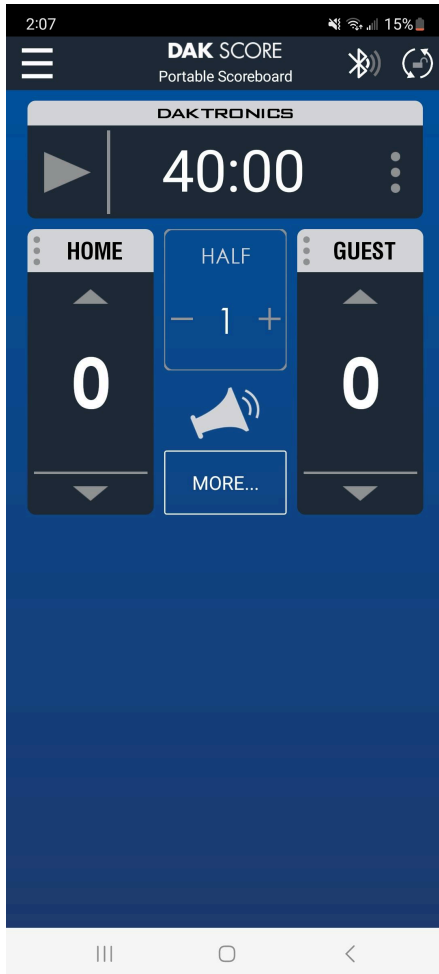 2:07
15%
DAK SCORE
Portable Scoreboard
DAKTRONICS
40:00
HOME
HALF
GUEST
- 1 +
0
0
MORE...